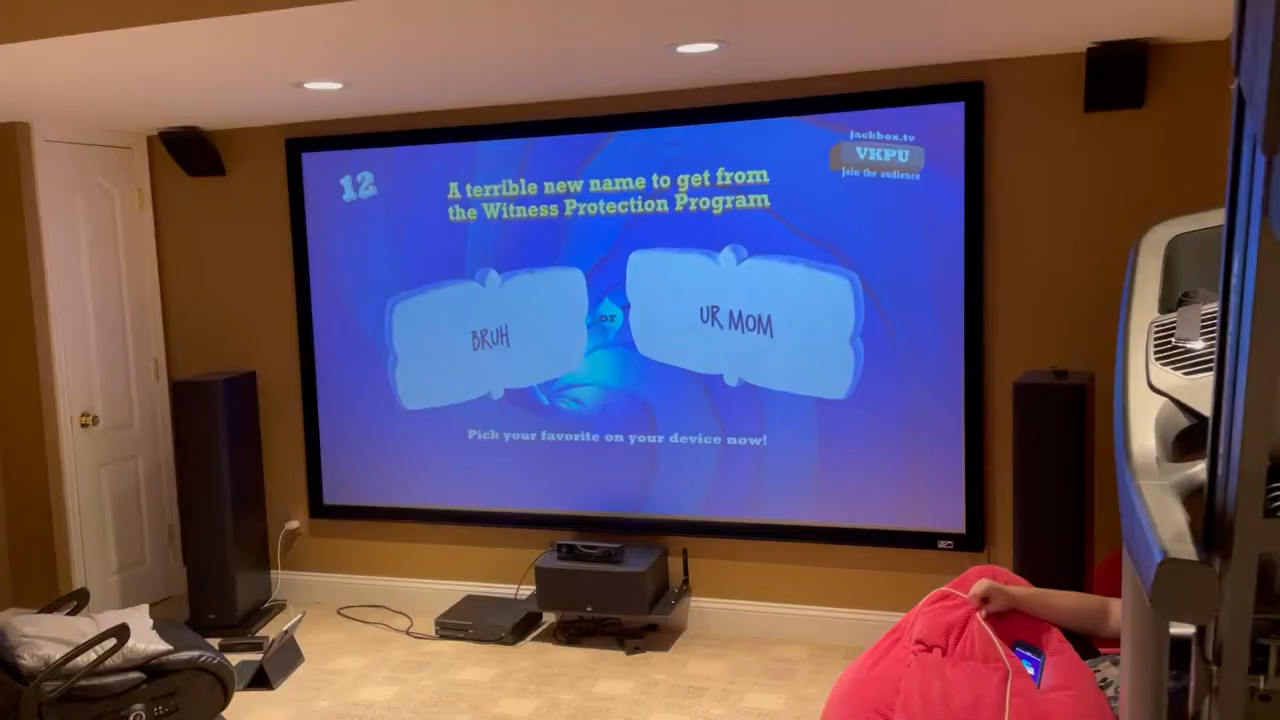 jackbox.tv
VKPU
Join the audience
12
A terrible new name to get from
the Witness Protection Program
BRUH
or
UR MOM
Pick your favorite on your device now!